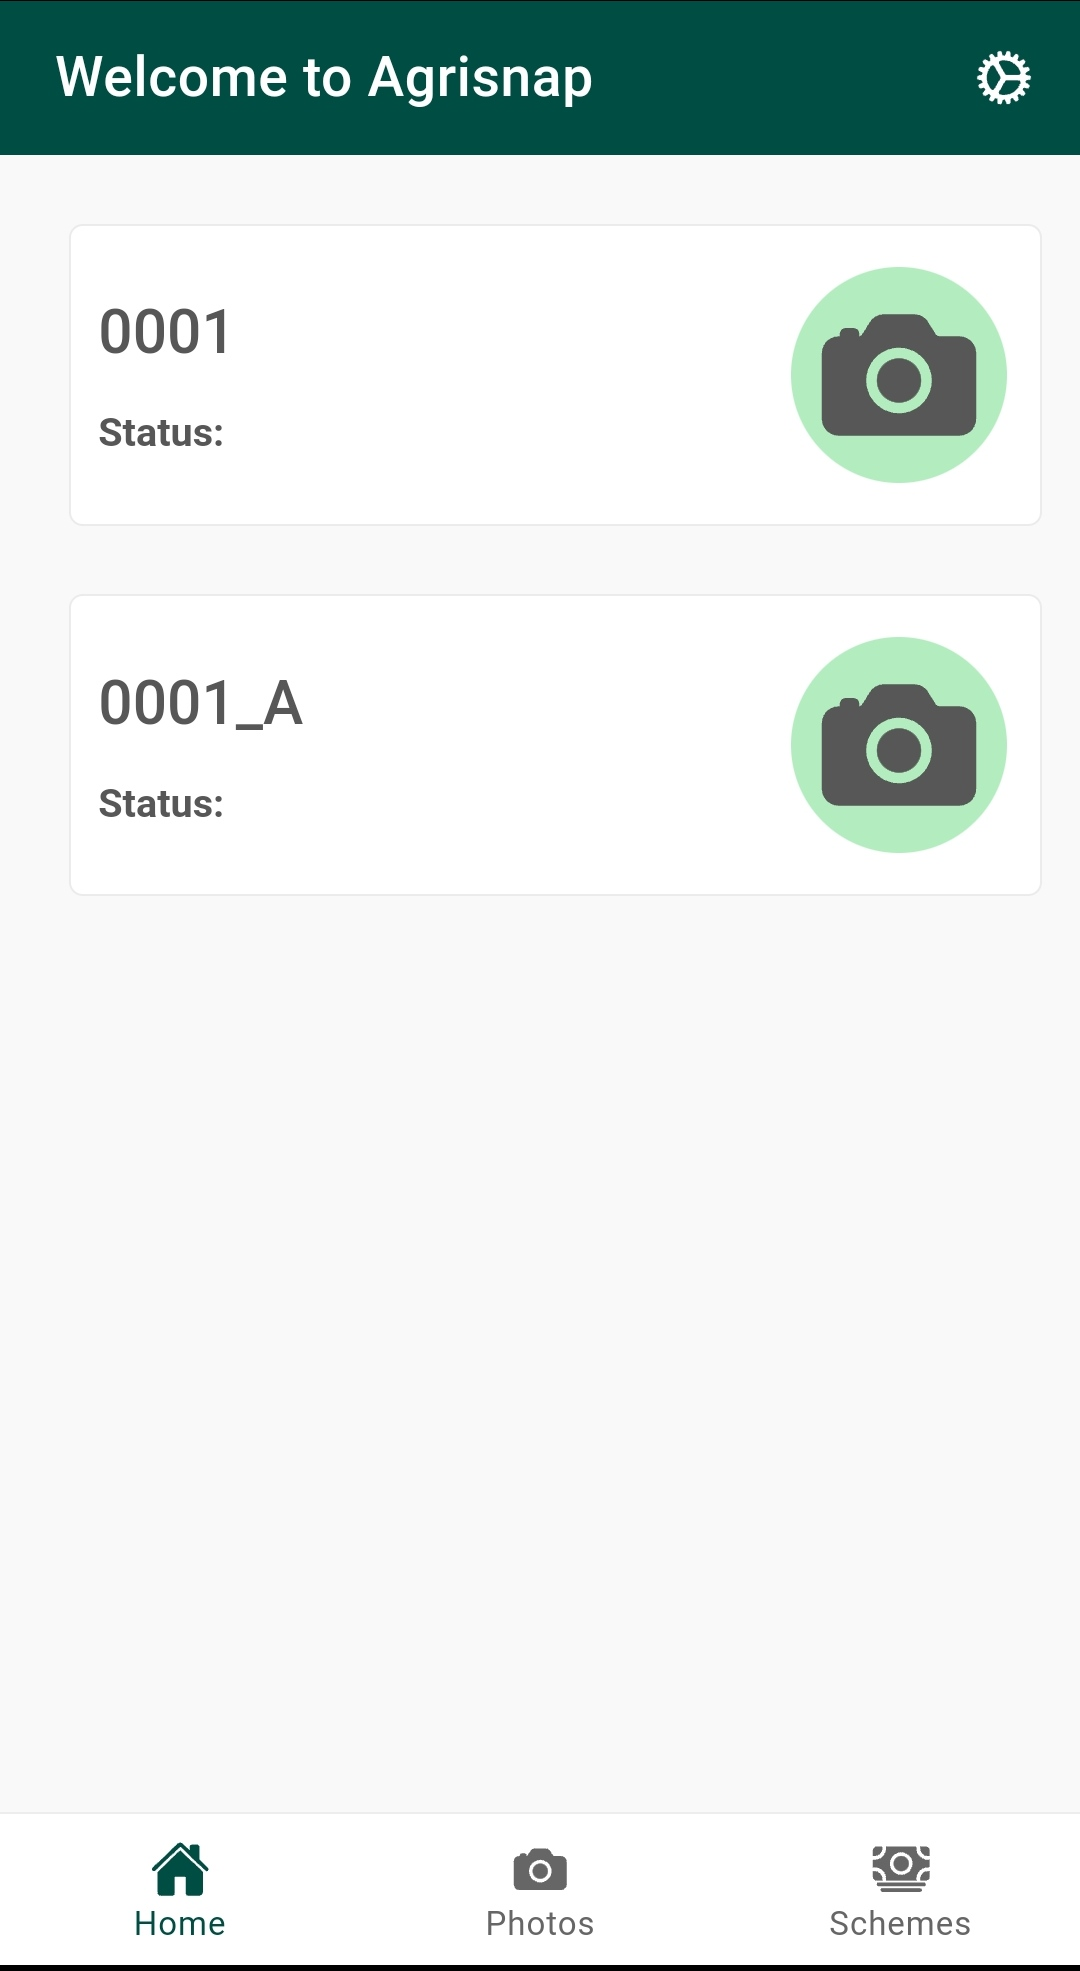 Welcome to Agrisnap
0001
Status:
0001_A
Status:
Home
Photos
Schemes